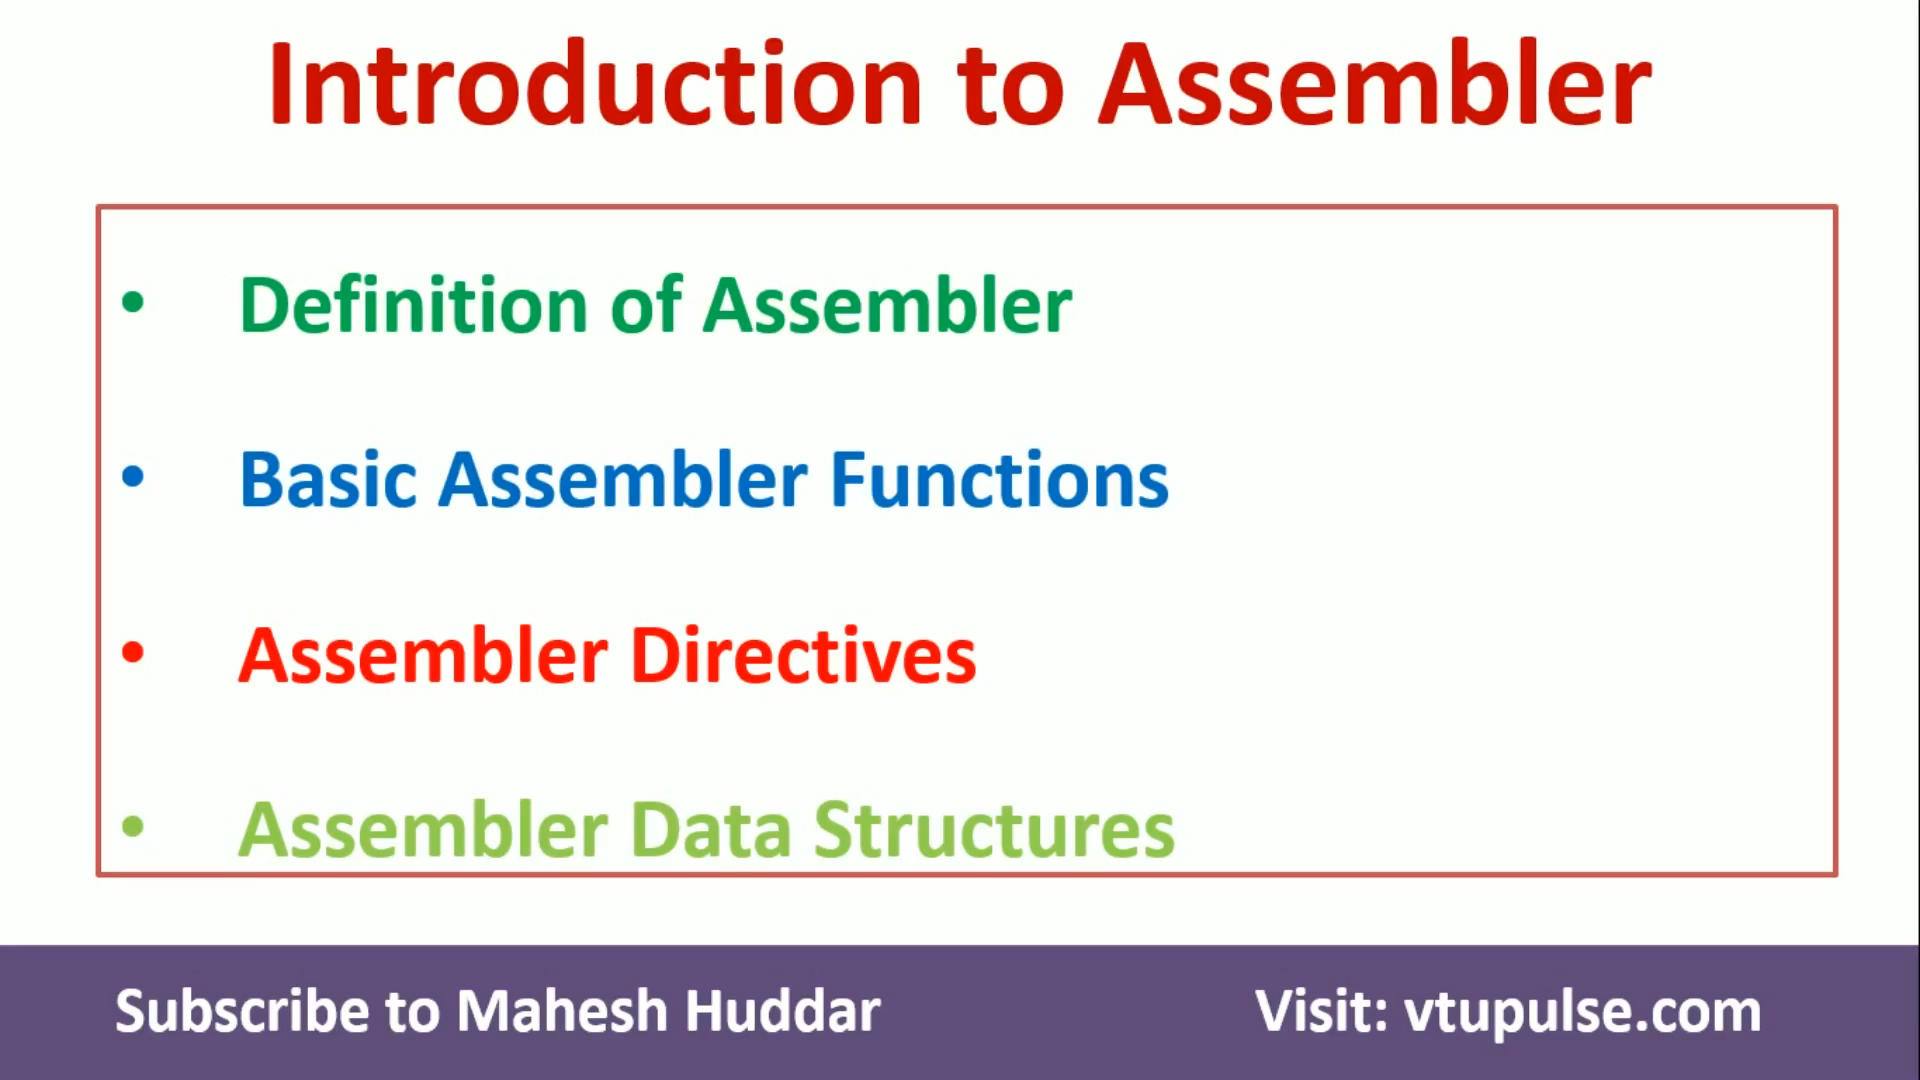 Introduction to Assembler
• Definition of Assembler
• Basic Assembler Functions
• Assembler Directives
• Assembler Data Structures
Subscribe to Mahesh Huddar
Visit: vtupulse.com